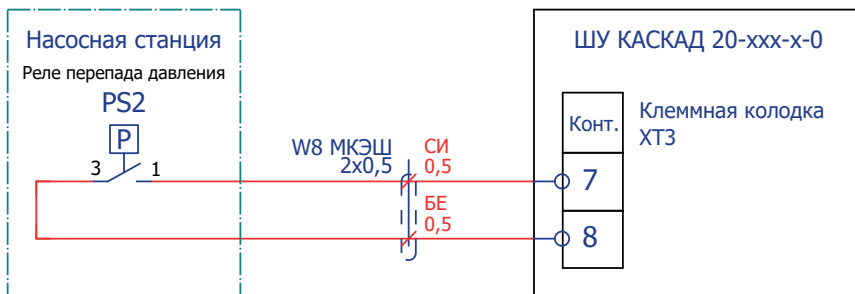 Насосная станция
Реле перепада давления
PS2
P
3
1
W8 МКЭШ
2x0,5
СИ
0,5
БЕ
0,5
ШУ КАСКАД 20-xxx-x-0
Конт.
7
8
Клеммная колодка
XT3